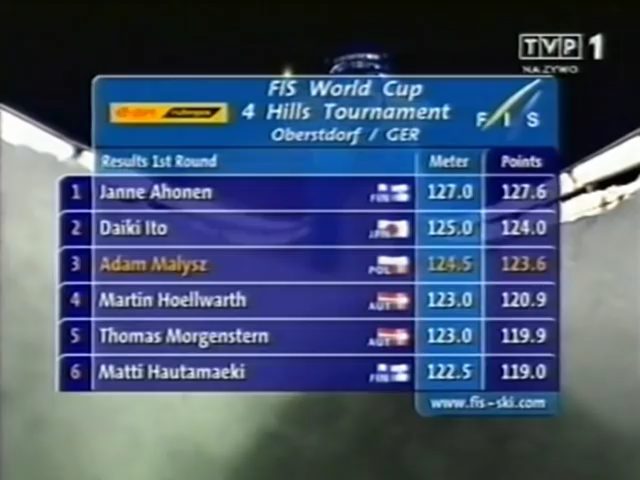 TVP 1
NA ŻYWO
FIS World Cup
4 Hills Tournament
Oberstdorf / GER
FIS
Results 1st Round Meter Points
1 Janne Ahonen FIN 127.0 127.6
2 Daiki Ito JPN 125.0 124.0
3 Adam Malysz POL 124.5 123.6
4 Martin Hoellwarth AUT 123.0 120.9
5 Thomas Morgenstern AUT 123.0 119.9
6 Matti Hautamaeki FIN 122.5 119.0
www.fis-ski.com